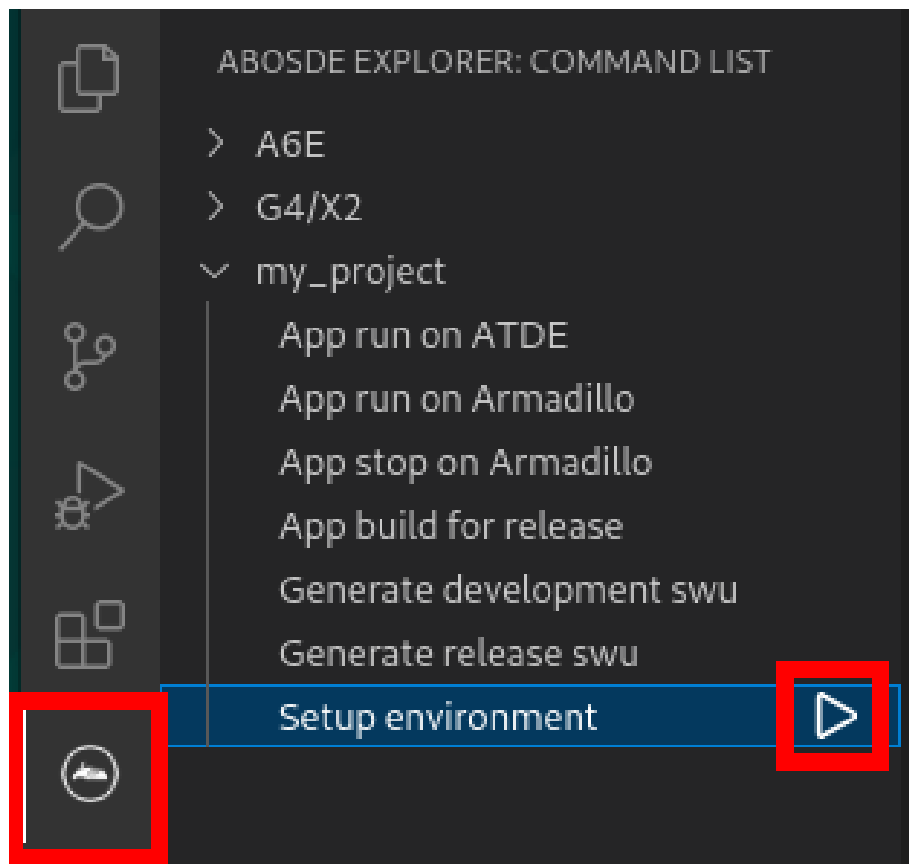 ABOSDE EXPLORER: COMMAND LIST
A6E
G4/X2
my_project
App run on ATDE
App run on Armadillo
App stop on Armadillo
App build for release
Generate development swu
Generate release swu
Setup environment